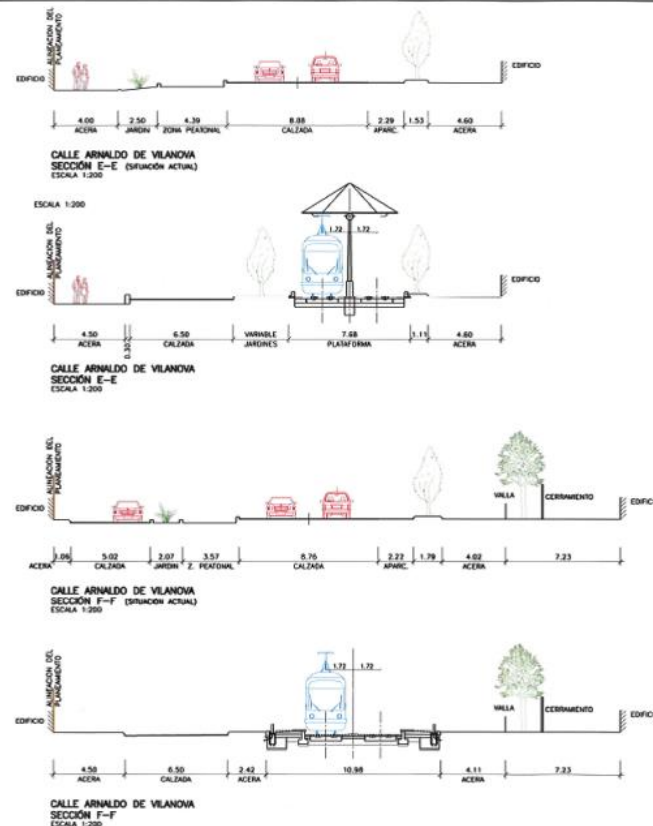 ALINEACION DEL
PLANEAMIENTO
EDIFICIO
EDIFICIO
4.00 2.50 4.39 8.88 2.29 1.53 4.60
ACERA JARDIN ZONA PEATONAL CALZADA APARC. ACERA
CALLE ARNALDO DE VILANOVA
SECCIÓN E-E (SITUACION ACTUAL)
ESCALA 1:200
ESCALA 1:200
ALINEACION DEL
PLANEAMIENTO
1.72 1.72
EDIFICIO
EDIFICIO
4.50 0.30 6.50 VARIABLE 7.68 1.11 4.60
ACERA CALZADA JARDINES PLATAFORMA ACERA
CALLE ARNALDO DE VILANOVA
SECCIÓN E-E
ESCALA 1:200
ALINEACION DEL
PLANEAMIENTO
VALLA CERRAMIENTO
EDIFICIO
EDIFICIO
1.06 5.02 2.07 3.57 8.76 2.22 1.79 4.02 7.23
ACERA CALZADA JARDIN Z. PEATONAL CALZADA APARC. ACERA
CALLE ARNALDO DE VILANOVA
SECCIÓN F-F (SITUACION ACTUAL)
ESCALA 1:200
ALINEACION DEL
PLANEAMIENTO
1.72 1.72
VALLA CERRAMIENTO
EDIFICIO
EDIFICIO
4.50 6.50 2.42 10.98 4.11 7.23
ACERA CALZADA ACERA ACERA
CALLE ARNALDO DE VILANOVA
SECCIÓN F-F
ESCALA 1:200